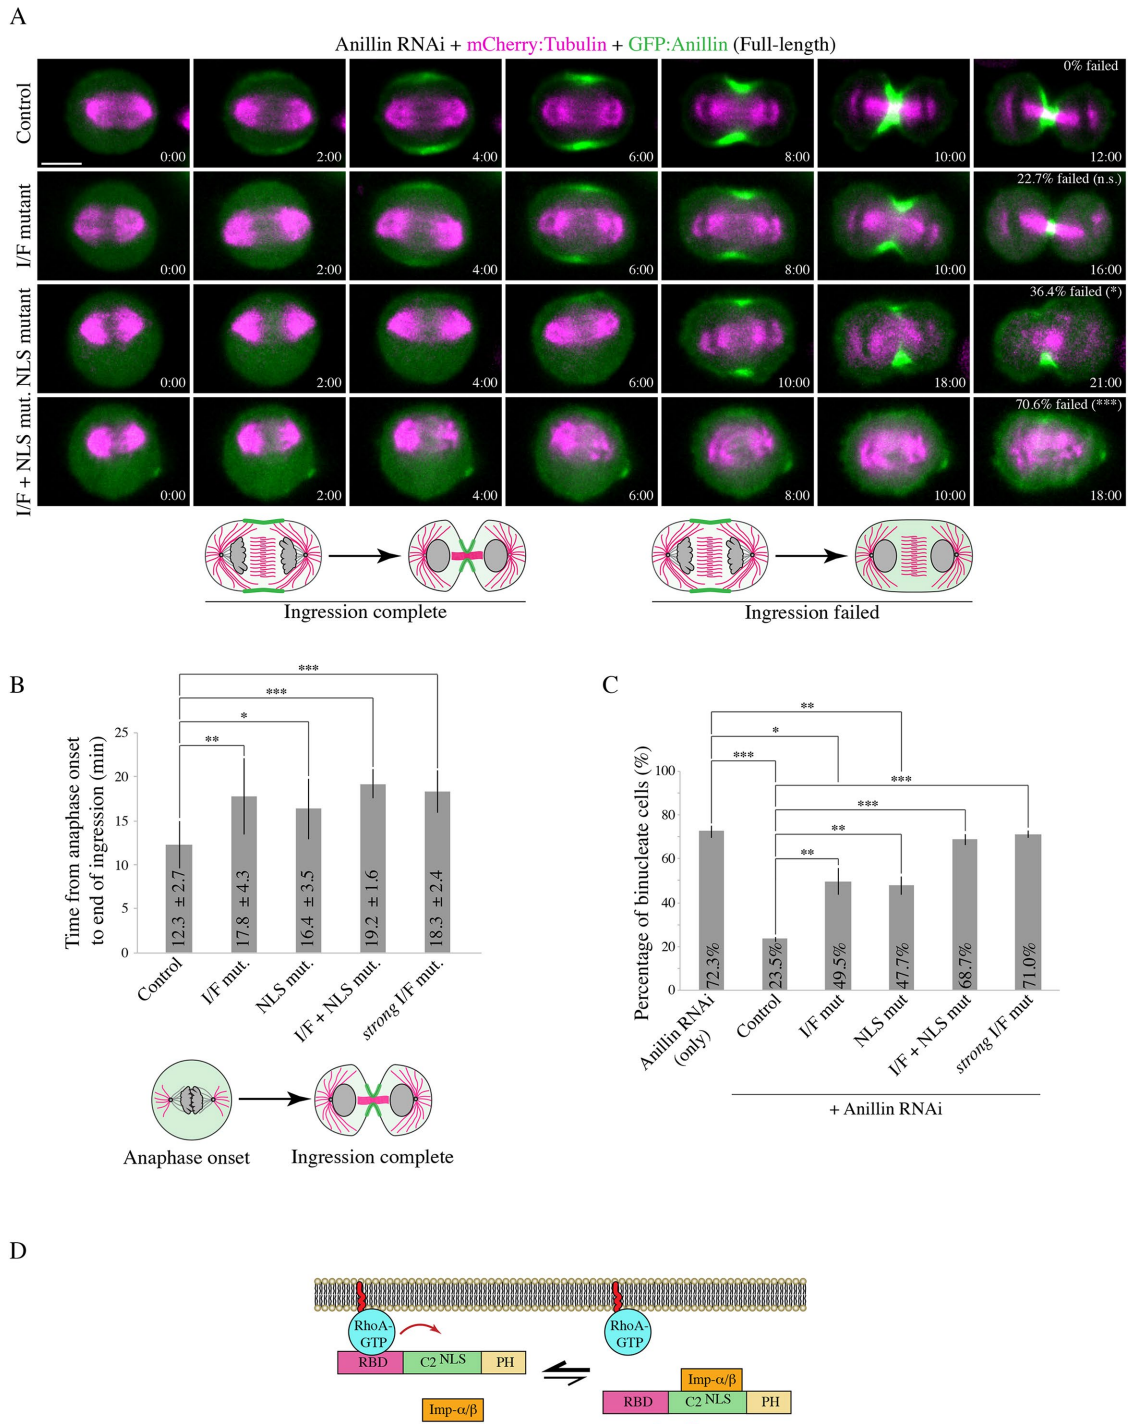 A
Anillin RNAi + mCherry:Tubulin + GFP:Anillin (Full-length)
Control
0% failed
0:00
2:00
4:00
6:00
8:00
10:00
12:00
I/F mutant
22.7% failed (n.s.)
0:00
2:00
4:00
6:00
8:00
10:00
16:00
NLS mutant
36.4% failed (*)
0:00
2:00
4:00
6:00
10:00
18:00
21:00
I/F + NLS mut.
70.6% failed (***)
0:00
2:00
4:00
6:00
8:00
10:00
18:00
Ingression complete
Ingression failed
B
Time from anaphase onset
to end of ingression (min)
25
20
15
10
5
0
***
***
*
**
12.3 ± 2.7
17.8 ± 4.3
16.4 ± 3.5
19.2 ± 1.6
18.3 ± 2.4
Control
I/F mut.
NLS mut.
I/F + NLS mut.
strong I/F mut.
Anaphase onset
Ingression complete
C
Percentage of binucleate cells (%)
100
80
60
40
20
0
**
*
***
***
***
**
**
72.3%
23.5%
49.5%
47.7%
68.7%
71.0%
Anillin RNAi
(only)
Control
I/F mut
NLS mut
I/F + NLS mut
strong I/F mut
+ Anillin RNAi
D
RhoA-
GTP
RBD
C2 NLS
PH
Imp-α/β
RhoA-
GTP
Imp-α/β
RBD
C2 NLS
PH